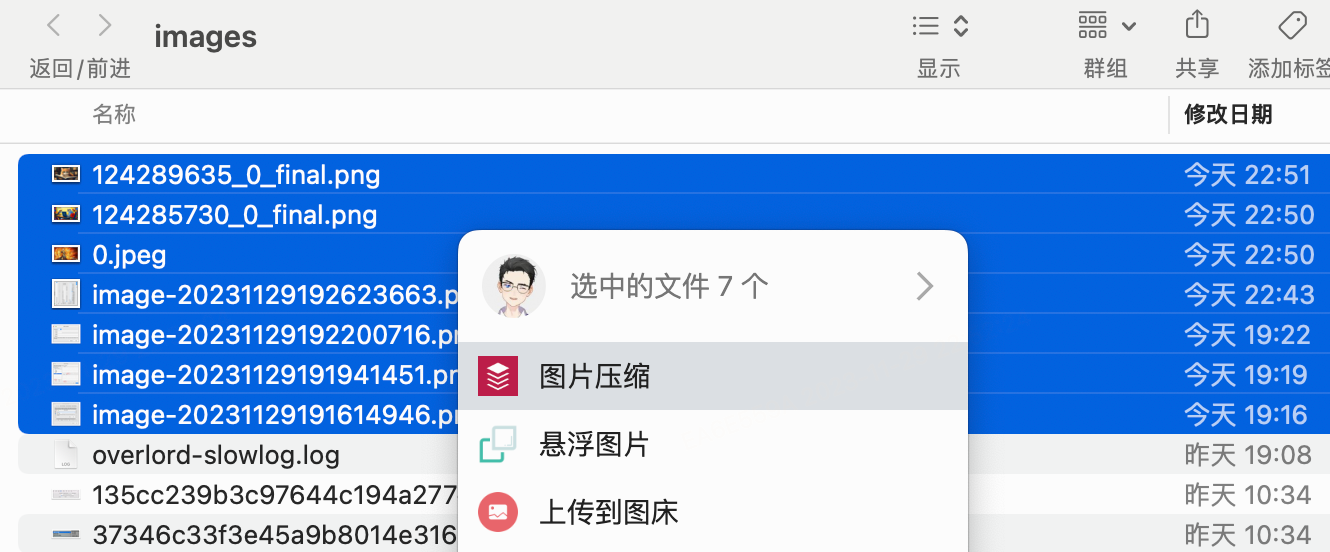 images
返回/前进
显示
群组
共享
添加标签
名称
修改日期
124289635_0_final.png
今天 22:51
124285730_0_final.png
今天 22:50
0.jpeg
今天 22:50
image-20231129192623663.p
今天 22:43
image-20231129192200716.pr
今天 19:22
image-20231129191941451.pr
今天 19:19
image-20231129191614946.pr
今天 19:16
overlord-slowlog.log
昨天 19:08
135cc239b3c97644c194a277
昨天 10:34
37346c33f3e45a9b8014e316
昨天 10:34
选中的文件 7 个
图片压缩
悬浮图片
上传到图床